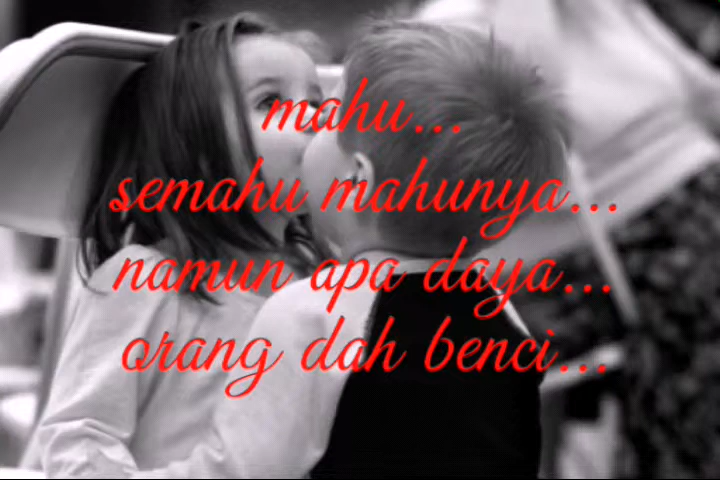 mahu...
semahu mahunya...
namun apa daya...
orang dah benci...